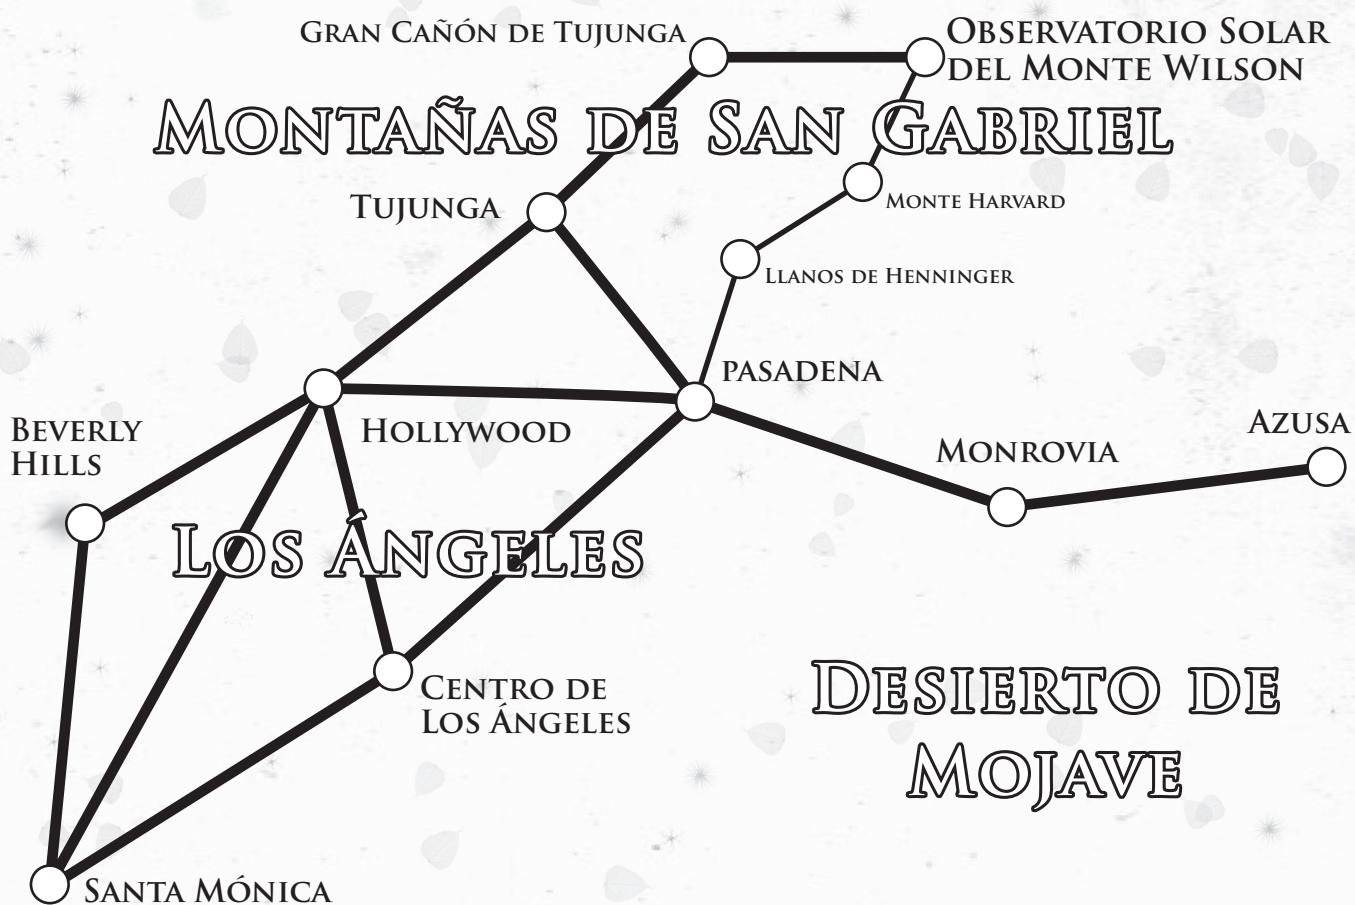 Gran Cañón de Tujunga
Observatorio Solar
del Monte Wilson
Montañas de San Gabriel
Tujunga
Monte Harvard
Llanos de Henninger
pasadena
Beverly
Hills
Hollywood
Monrovia
Azusa
Los Ángeles
Centro de
Los Ángeles
Desierto de
Mojave
Santa Mónica